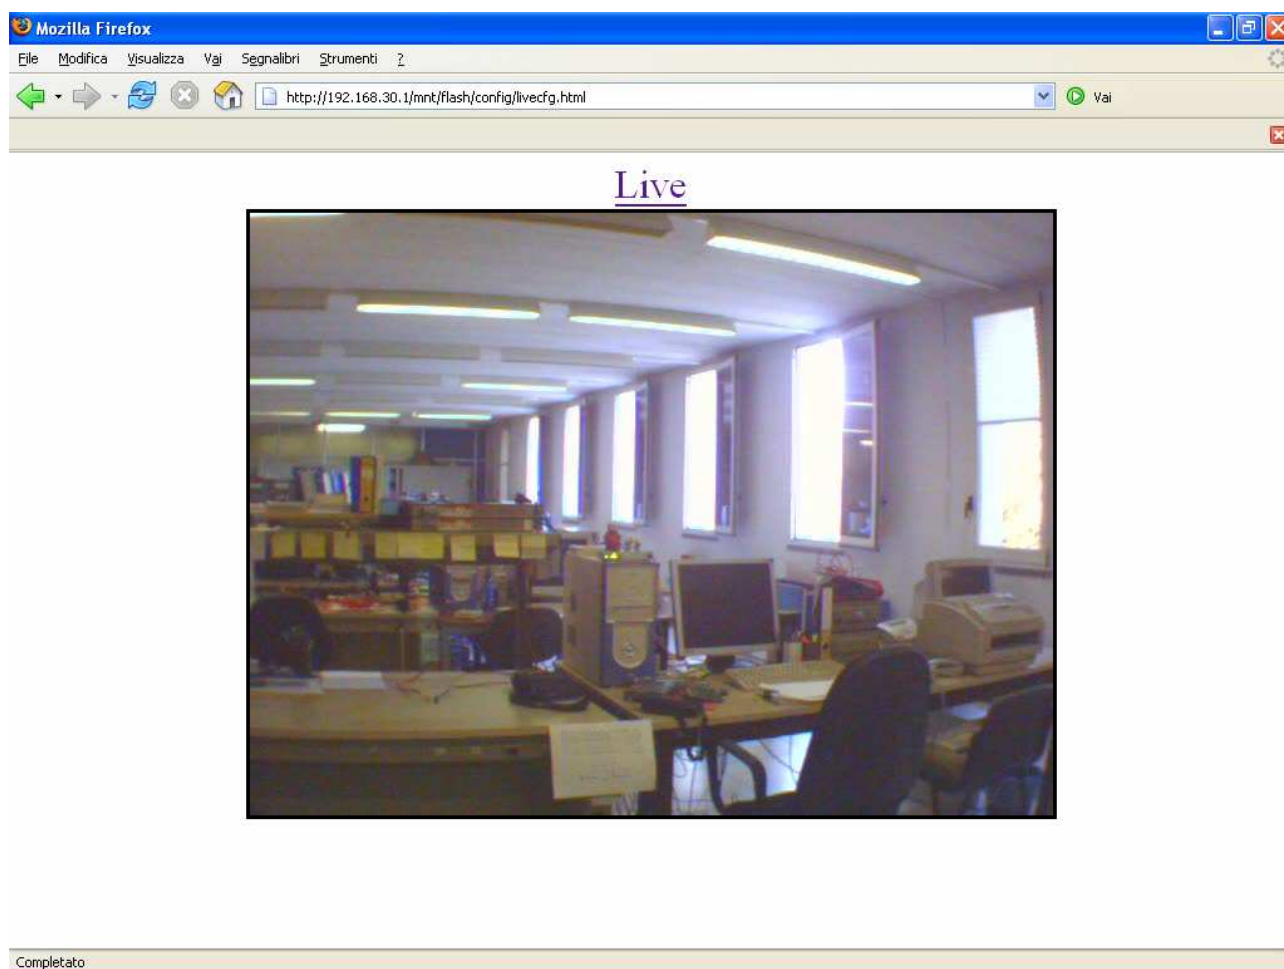 Mozilla Firefox
File Modifica Visualizza Vai Segnalibri Strumenti ?
http://192.168.30.1/mnt/flash/config/livecfg.html Vai
Live
Completato